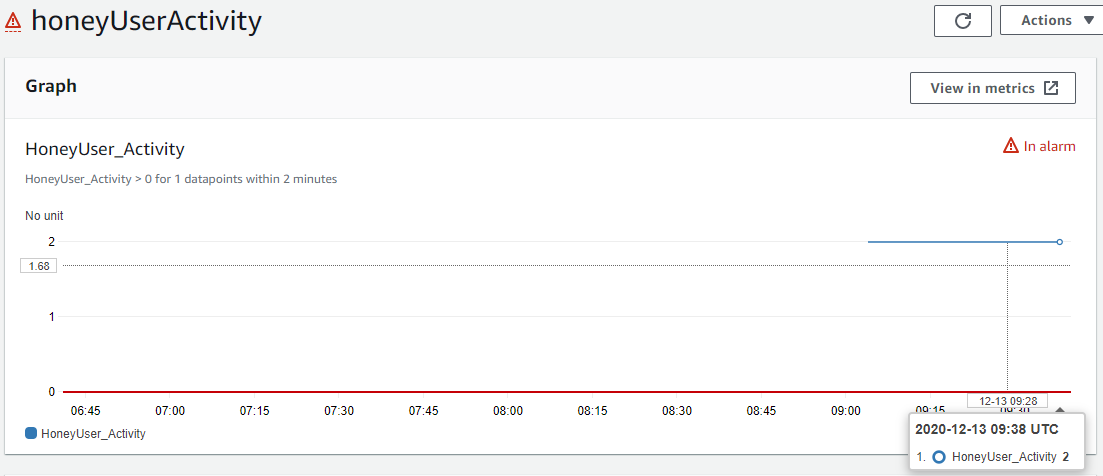 honeyUserActivity
Actions
Graph
View in metrics
HoneyUser_Activity
In alarm
HoneyUser_Activity > 0 for 1 datapoints within 2 minutes
No unit
2
1.68
1
0
06:45 07:00 07:15 07:30 07:45 08:00 08:15 08:30 08:45 09:00 09:15 09:30
12-13 09:28
HoneyUser_Activity
2020-12-13 09:38 UTC
1. HoneyUser_Activity 2